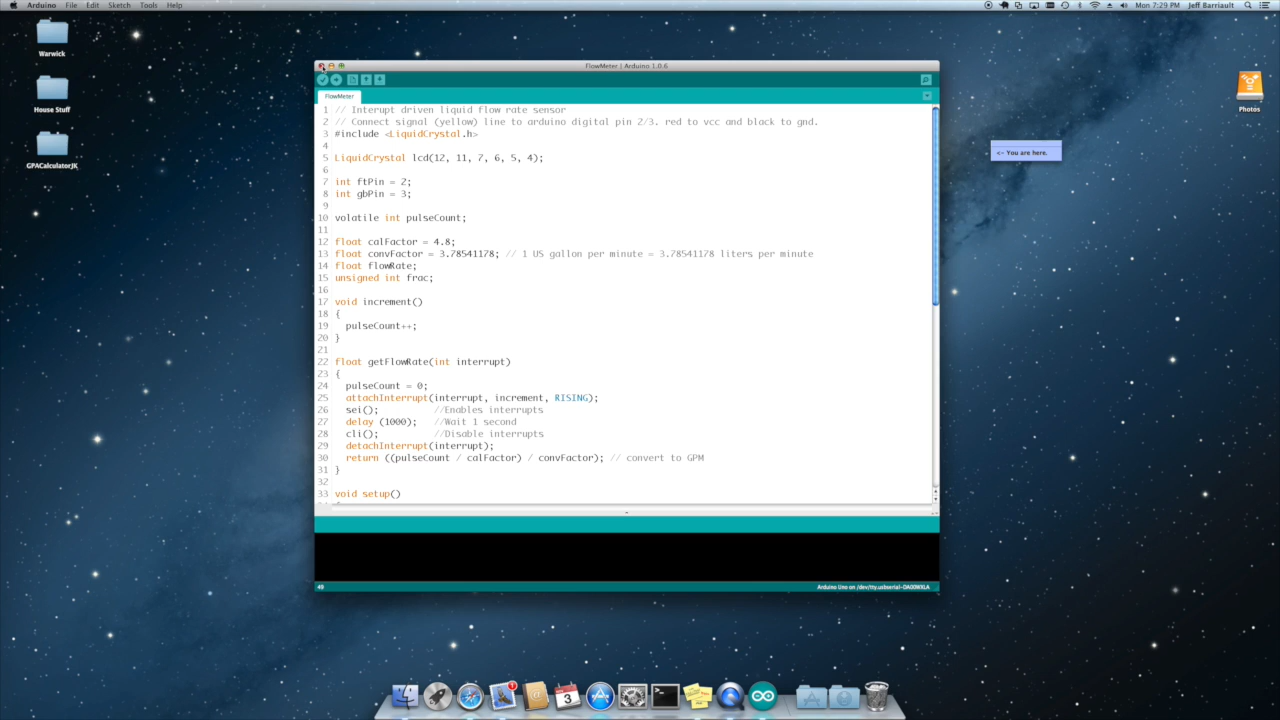 Arduino File Edit Sketch Tools Help
Mon 7:29 PM Jeff Barriault
Warwick
House Stuff
GPACalculatorJK
Photos
<- You are here.
FlowMeter | Arduino 1.0.6
FlowMeter
1 // Interupt driven liquid flow rate sensor
2 // Connect signal (yellow) line to arduino digital pin 2/3. red to vcc and black to gnd.
3 #include <LiquidCrystal.h>
4
5 LiquidCrystal lcd(12, 11, 7, 6, 5, 4);
6
7 int ftPin = 2;
8 int gbPin = 3;
9
10 volatile int pulseCount;
11
12 float calFactor = 4.8;
13 float convFactor = 3.78541178; // 1 US gallon per minute = 3.78541178 liters per minute
14 float flowRate;
15 unsigned int frac;
16
17 void increment()
18 {
19 pulseCount++;
20 }
21
22 float getFlowRate(int interrupt)
23 {
24 pulseCount = 0;
25 attachInterrupt(interrupt, increment, RISING);
26 sei(); //Enables interrupts
27 delay (1000); //Wait 1 second
28 cli(); //Disable interrupts
29 detachInterrupt(interrupt);
30 return ((pulseCount / calFactor) / convFactor); // convert to GPM
31 }
32
33 void setup()
49
Arduino Uno on /dev/tty.usbserial-DA00WXLA
3